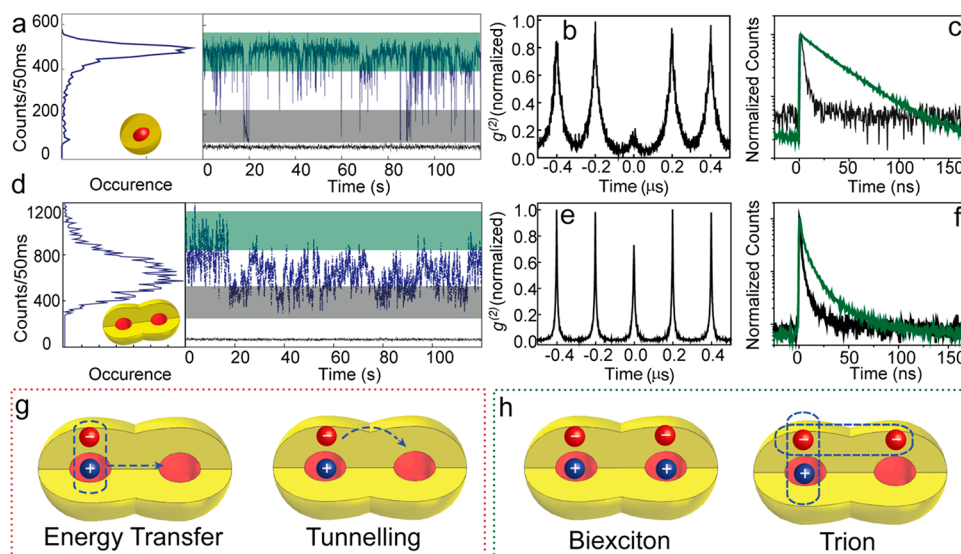 a
Counts/50ms
600
400
200
0
Occurence
0 20 40 60 80 100
Time (s)
b
g(2)(normalized)
1.0
0.8
0.6
0.4
0.2
0.0
-0.4 -0.2 0.0 0.2 0.4
Time (μs)
c
Normalized Counts
0 50 100 150
Time (ns)
d
Counts/50ms
1200
800
400
0
Occurence
0 20 40 60 80 100
Time (s)
e
g(2)(normalized)
1.0
0.8
0.6
0.4
0.2
0.0
-0.4 -0.2 0.0 0.2 0.4
Time (μs)
f
Normalized Counts
0 50 100 150
Time (ns)
g
− −
+ +
Energy Transfer Tunnelling
h
− − − −
+ + +
Biexciton Trion